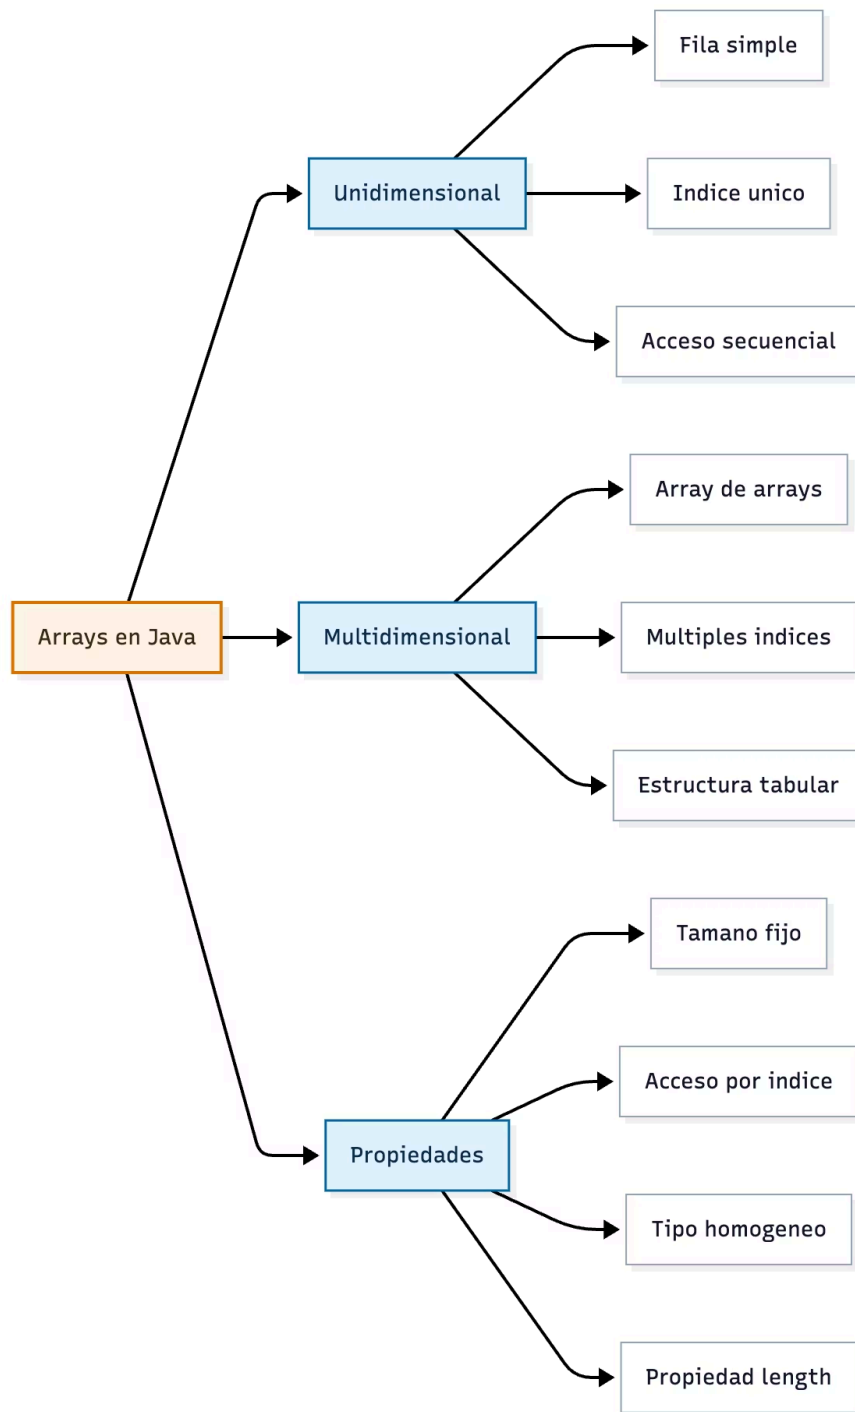 Fila simple
Unidimensional
Indice unico
Acceso secuencial
Array de arrays
Arrays en Java
Multidimensional
Multiples indices
Estructura tabular
Tamano fijo
Acceso por indice
Propiedades
Tipo homogeneo
Propiedad length